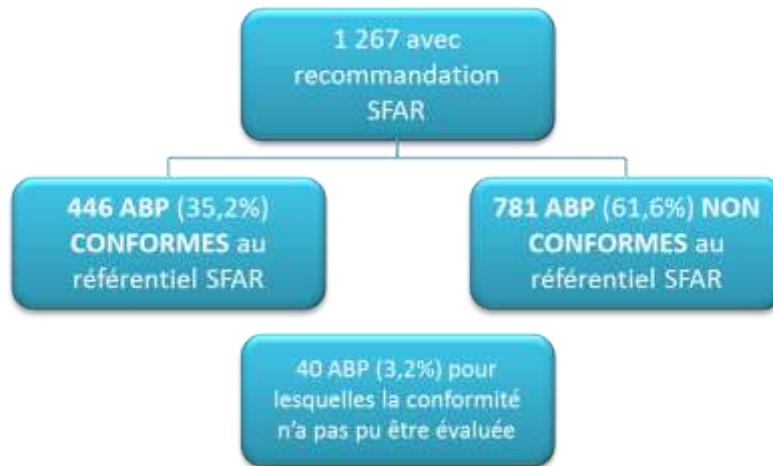 1 267 avec
recommandation
SFAR
446 ABP (35,2%)
CONFORMES au
référentiel SFAR
781 ABP (61,6%) NON
CONFORMES au
référentiel SFAR
40 ABP (3,2%) pour
lesquelles la conformité
n'a pas pu être évaluée